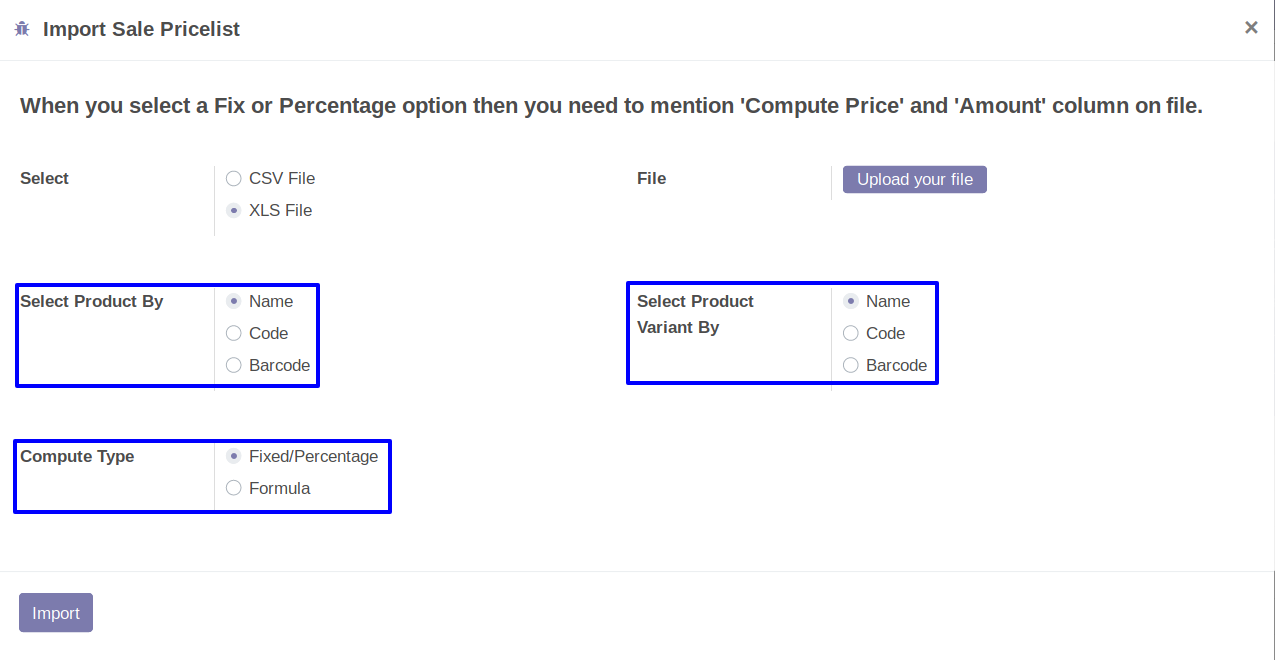 Import Sale Pricelist
×
When you select a Fix or Percentage option then you need to mention 'Compute Price' and 'Amount' column on file.
Select
CSV File
XLS File
File
Upload your file
Select Product By
Name
Code
Barcode
Select Product
Variant By
Name
Code
Barcode
Compute Type
Fixed/Percentage
Formula
Import